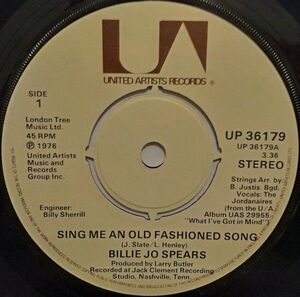 UA
UNITED ARTISTS RECORDS
SIDE
1
London Tree
Music Ltd.
45 RPM
Ⓟ 1976
United Artists
Music and Records
Group Inc.
UP 36179
UP 36179A
3.36
STEREO
Strings Arr. by
B. Justis. Bgd.
Vocals: The
Jordanaires
(from the U/A
Album UAS 29955
"What I've Got in Mind")
Engineer:
Billy Sherrill
SING ME AN OLD FASHIONED SONG
(J. Slate/L. Henley)
BILLIE JO SPEARS
Produced by Larry Butler
Recorded at Jack Clement Recording
Studio, Nashville, Tenn.